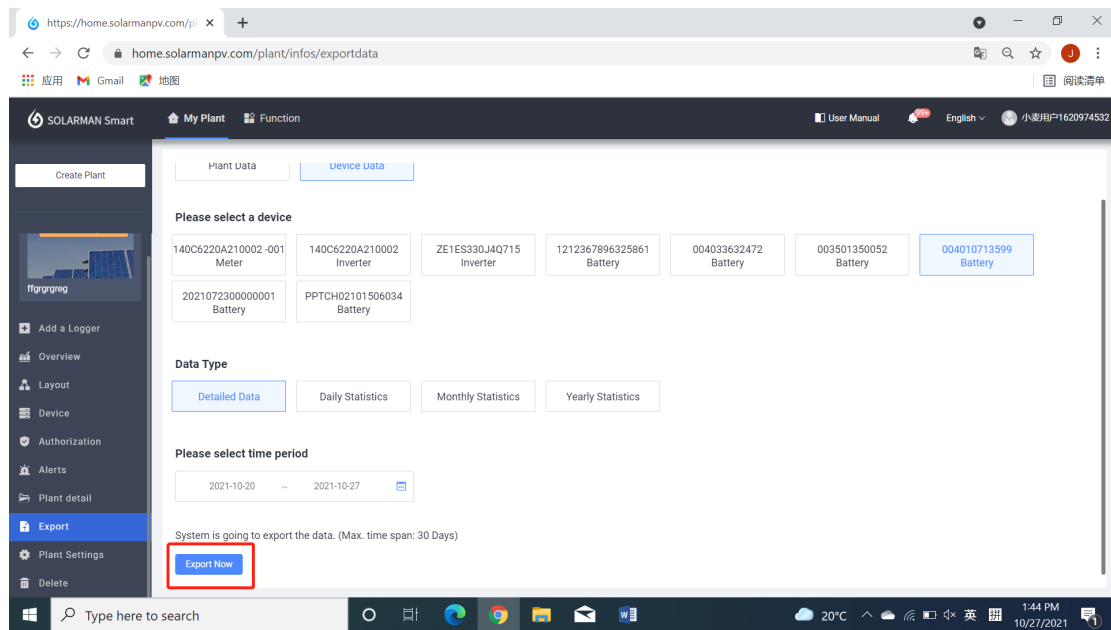 https://home.solarmanpv.com/pl
home.solarmanpv.com/plant/infos/exportdata
J
应用 Gmail 地图 阅读清单
SOLARMAN Smart My Plant Function User Manual 99+ English 小麦用户1620974532
Create Plant
Plant Data Device Data
Please select a device
140C6220A210002 -001 140C6220A210002 ZE1ES330J4Q715 1212367896325861 004033632472 003501350052 004010713599
Meter Inverter Inverter Battery Battery Battery Battery
ffgrgrgreg
2021072300000001 PPTCH02101506034
Battery Battery
Add a Logger
Overview
Data Type
Layout
Detailed Data Daily Statistics Monthly Statistics Yearly Statistics
Device
Authorization
Please select time period
Alerts
2021-10-20 ~ 2021-10-27
Plant detail
Export
System is going to export the data. (Max. time span: 30 Days)
Plant Settings
Export Now
Delete
Type here to search 20°C 英 拼 1:44 PM
10/27/2021 1